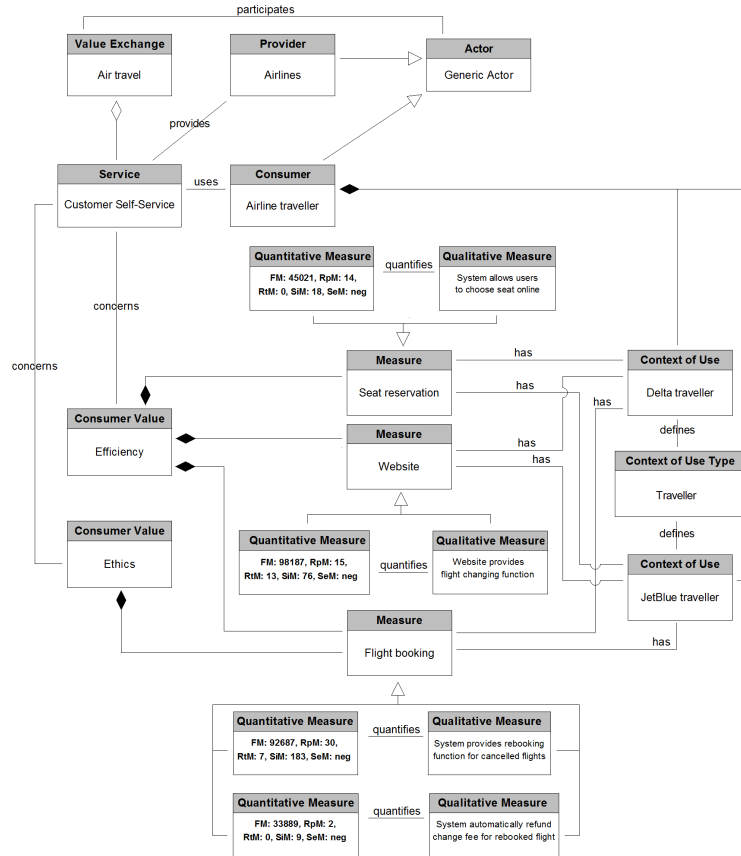 participates
Value Exchange
Air travel
Provider
Airlines
Actor
Generic Actor
provides
Service
Customer Self-Service
uses
Consumer
Airline traveller
Quantitative Measure
FM: 45021, RpM: 14,
RtM: 0, SiM: 18, SeM: neg
quantifies
Qualitative Measure
System allows users
to choose seat online
concerns
concerns
Measure
Seat reservation
has
has
has
Context of Use
Delta traveller
Consumer Value
Efficiency
Measure
Website
has
has
defines
Context of Use Type
Traveller
defines
Consumer Value
Ethics
Quantitative Measure
FM: 98187, RpM: 15,
RtM: 13, SiM: 76, SeM: neg
quantifies
Qualitative Measure
Website provides
flight changing function
Context of Use
JetBlue traveller
Measure
Flight booking
has
Quantitative Measure
FM: 92687, RpM: 30,
RtM: 7, SiM: 183, SeM: neg
quantifies
Qualitative Measure
System provides rebooking
function for cancelled flights
Quantitative Measure
FM: 33889, RpM: 2,
RtM: 0, SiM: 9, SeM: neg
quantifies
Qualitative Measure
System automatically refund
change fee for rebooked flight